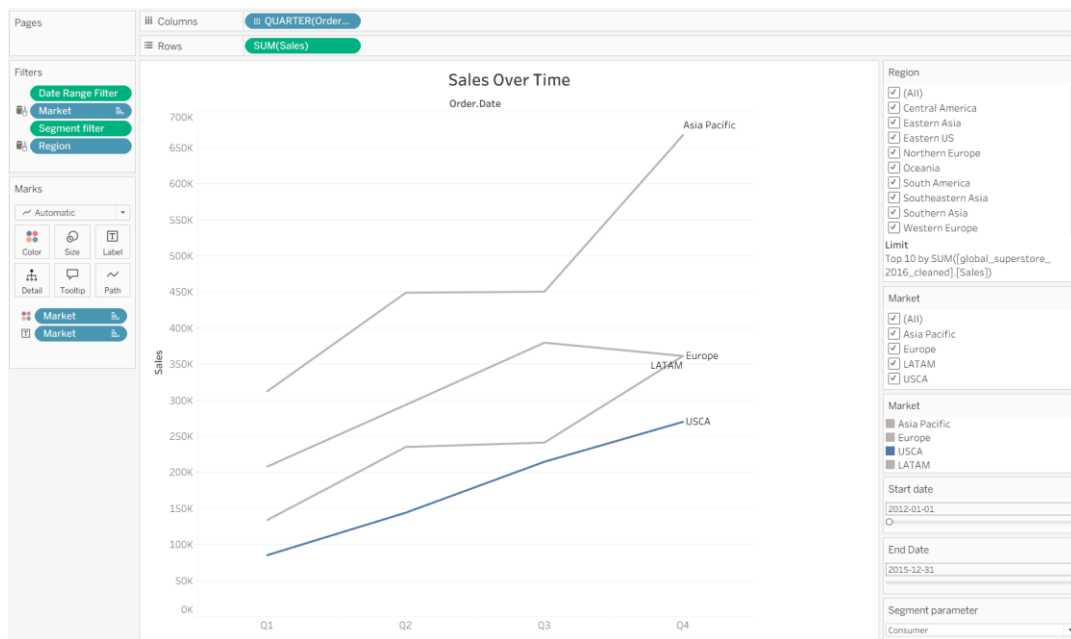 Pages
Columns
QUARTER(Order...
Rows
SUM(Sales)
Filters
Date Range Filter
Market
Segment filter
Region
Marks
Automatic
Color
Size
Label
Detail
Tooltip
Path
Market
Market
Sales Over Time
Order.Date
700K
650K
600K
550K
500K
450K
400K
350K
300K
250K
200K
150K
100K
50K
0K
Sales
Asia Pacific
Europe
LATAM
USCA
Q1
Q2
Q3
Q4
Region
(All)
Central America
Eastern Asia
Eastern US
Northern Europe
Oceania
South America
Southeastern Asia
Southern Asia
Western Europe
Limit
Top 10 by SUM([global_superstore_
2016_cleaned].[Sales])
Market
(All)
Asia Pacific
Europe
LATAM
USCA
Market
Asia Pacific
Europe
USCA
LATAM
Start date
2012-01-01
End Date
2015-12-31
Segment parameter
Consumer